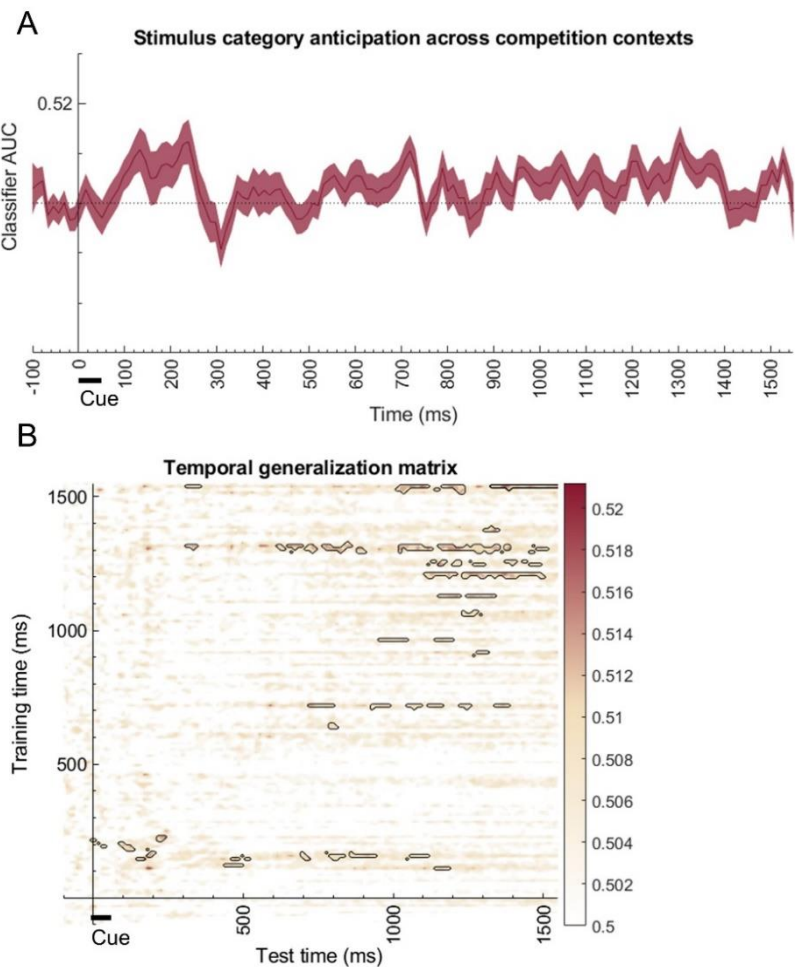 A
Stimulus category anticipation across competition contexts
0.52
Classifier AUC
-100 0 100 200 300 400 500 600 700 800 900 1000 1100 1200 1300 1400 1500
Cue
Time (ms)
B
Temporal generalization matrix
1500
1000
500
Training time (ms)
0.52
0.518
0.516
0.514
0.512
0.51
0.508
0.506
0.504
0.502
0.5
500 1000 1500
Cue
Test time (ms)